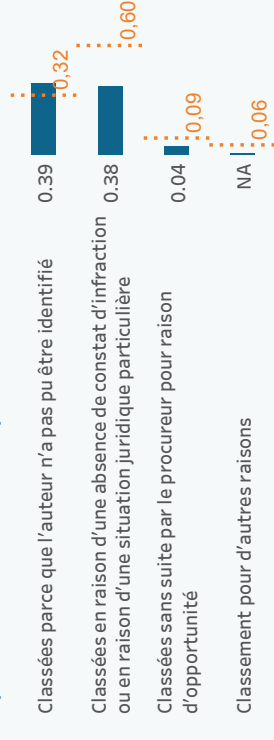 Classées parce que l'auteur n'a pas pu être identifié
0.39
0,32
Classées en raison d'une absence de constat d'infraction
ou en raison d'une situation juridique particulière
0.38
0,60
Classées sans suite par le procureur pour raison
d'opportunité
0.04
0,09
Classement pour d'autres raisons
NA
0,06